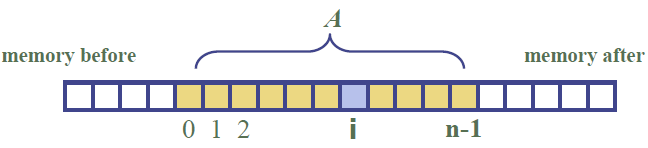 A
memory before
memory after
0 1 2 i n-1